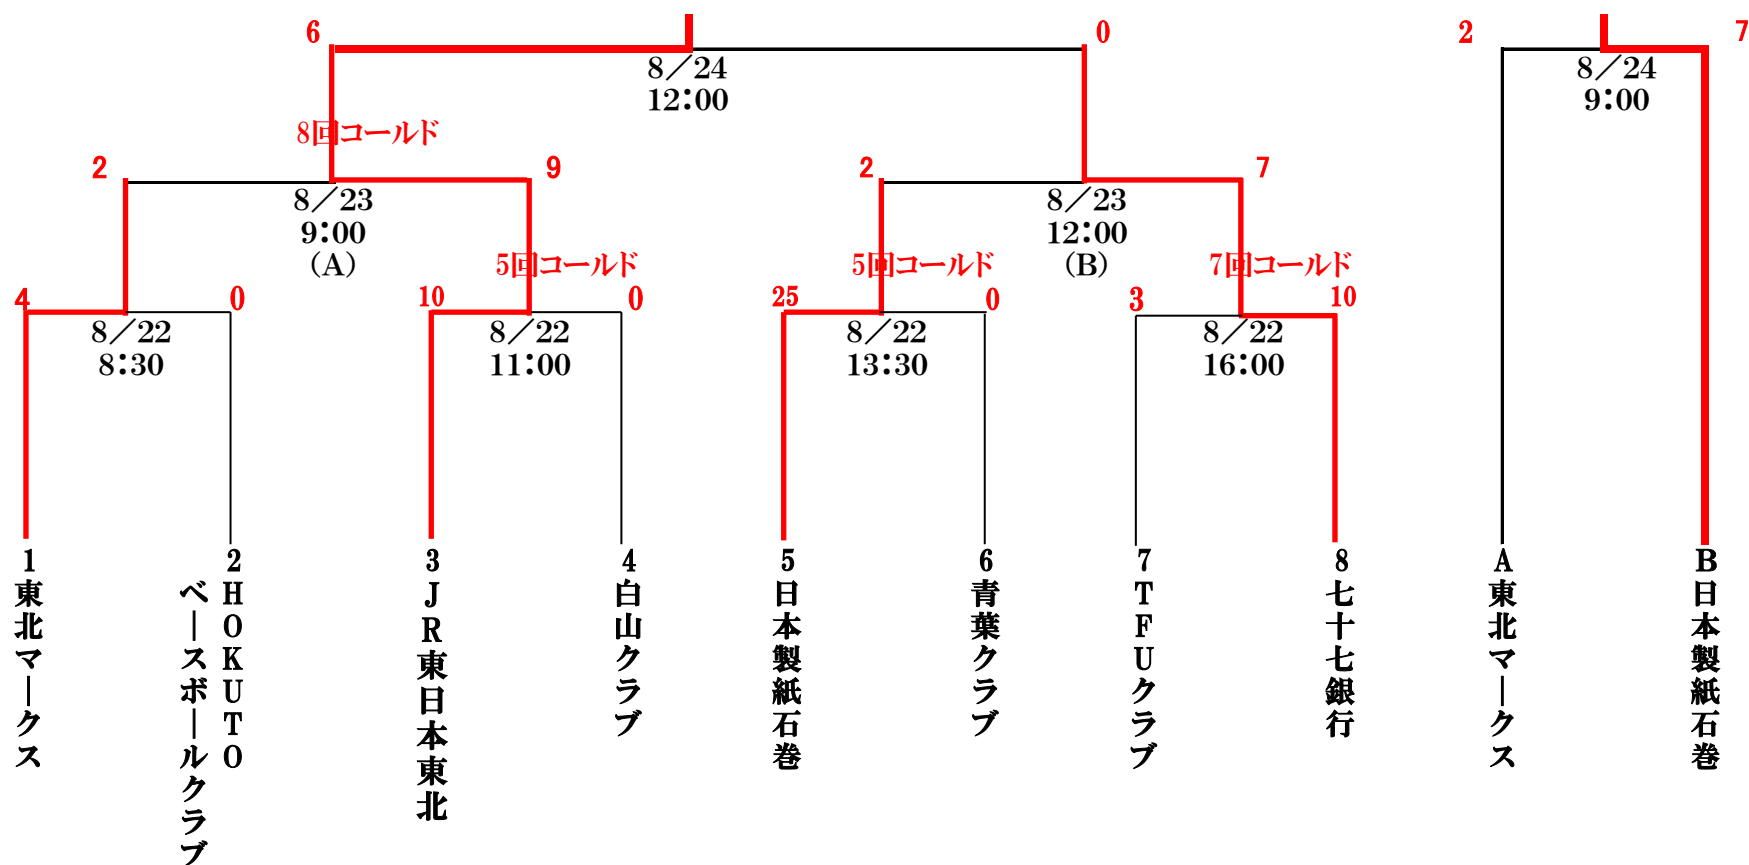 6
0
2
7
8/24
12:00
8/24
9:00
8回コールド
2
9
2
7
8/23
9:00
(A)
8/23
12:00
(B)
5回コールド
5回コールド
7回コールド
4
0
10
0
25
0
3
10
8/22
8:30
8/22
11:00
8/22
13:30
8/22
16:00
1
東北マークス
2
HOKUTO
ベースボールクラブ
3
JR東日本東北
4
白山クラブ
5
日本製紙石巻
6
青葉クラブ
7
TFUクラブ
8
七十七銀行
A
東北マークス
B
日本製紙石巻